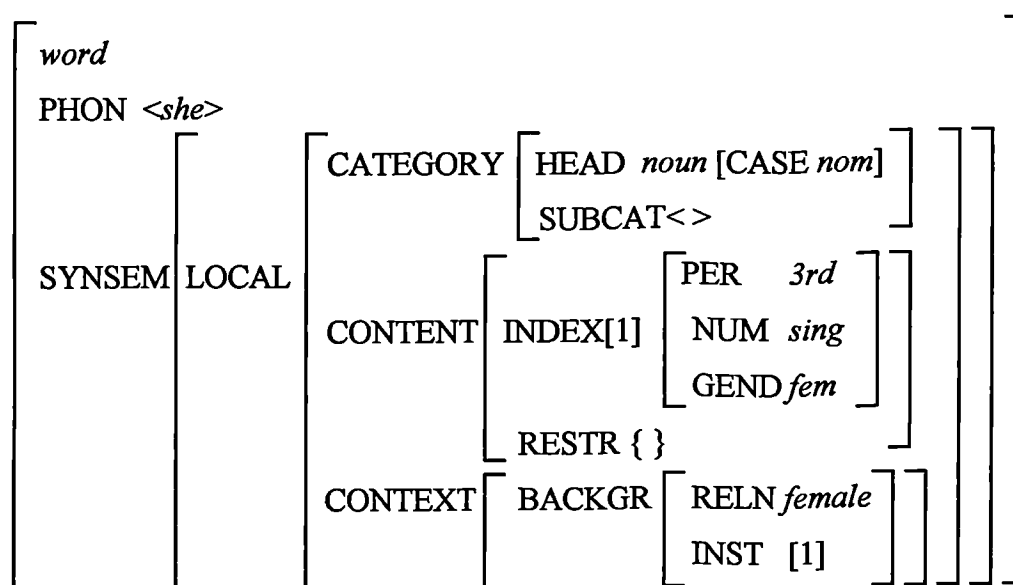 word
PHON <she>
CATEGORY HEAD noun [CASE nom]
SUBCAT< >
SYNSEM LOCAL
PER 3rd
CONTENT INDEX[1] NUM sing
GEND fem
RESTR { }
CONTEXT BACKGR RELN female
INST [1]